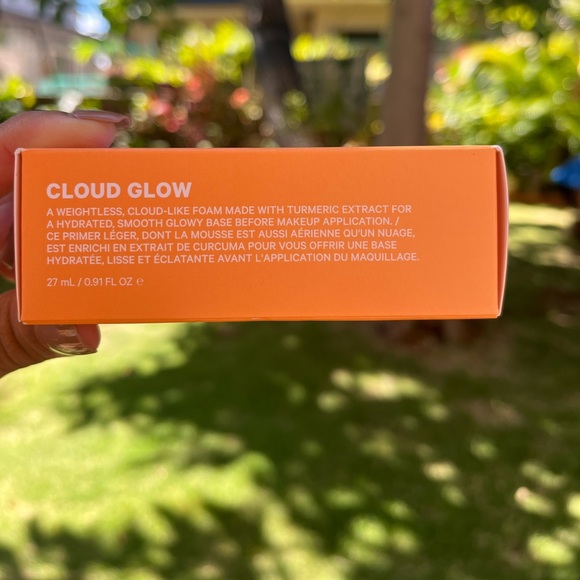 CLOUD GLOW
A WEIGHTLESS, CLOUD-LIKE FOAM MADE WITH TURMERIC EXTRACT FOR
A HYDRATED, SMOOTH GLOWY BASE BEFORE MAKEUP APPLICATION. /
CE PRIMER LÉGER, DONT LA MOUSSE EST AUSSI AÉRIENNE QU'UN NUAGE,
EST ENRICHI EN EXTRAIT DE CURCUMA POUR VOUS OFFRIR UNE BASE
HYDRATÉE, LISSE ET ÉCLATANTE AVANT L'APPLICATION DU MAQUILLAGE.
27 mL / 0.91 FL OZ ℮